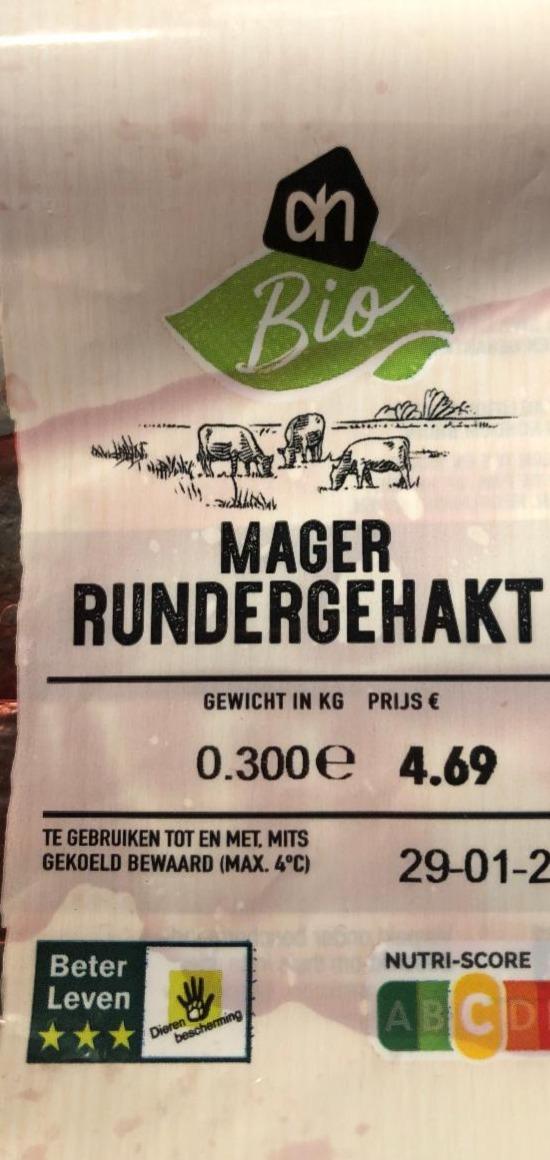 ah
Bio
MAGER
RUNDERGEHAKT
GEWICHT IN KG PRIJS €
0.300e 4.69
TE GEBRUIKEN TOT EN MET, MITS
GEKOELD BEWAARD (MAX. 4°C)
29-01-2
Beter
Leven
Dieren
bescherming
NUTRI-SCORE
A B C D